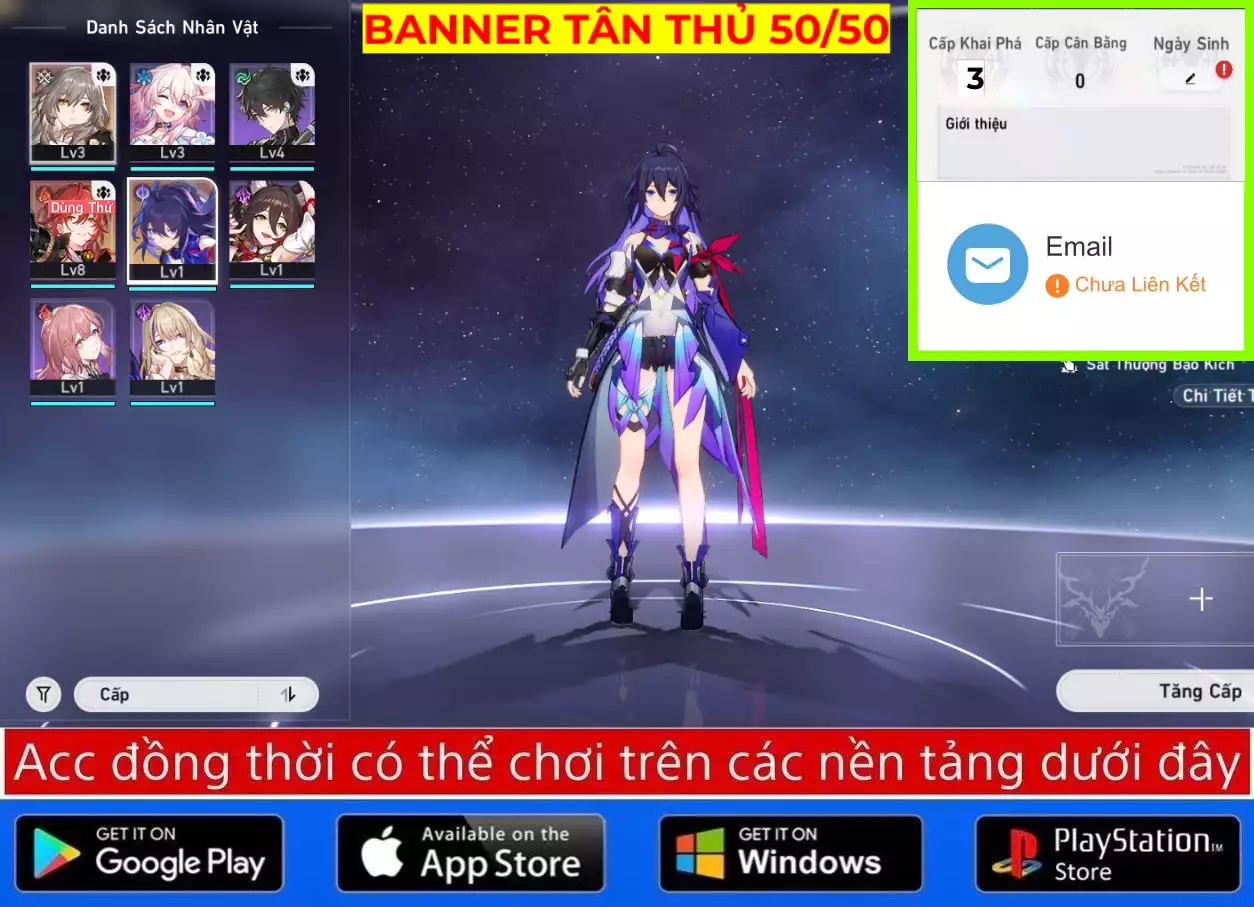 Danh Sách Nhân Vật
BANNER TÂN THỦ 50/50
Cấp Khai Phá
Cấp Cân Bằng
Ngày Sinh
3
0
Giới thiệu
Lv3
Lv3
Lv4
Dùng Thử
Lv8
Lv1
Lv1
Lv1
Lv1
Email
Chưa Liên Kết
Sát Thương Bạo Kích
Chi Tiết T
Cấp
Tăng Cấp
Acc đồng thời có thể chơi trên các nền tảng dưới đây
GET IT ON
Google Play
Available on the
App Store
GET IT ON
Windows
PlayStation™
Store